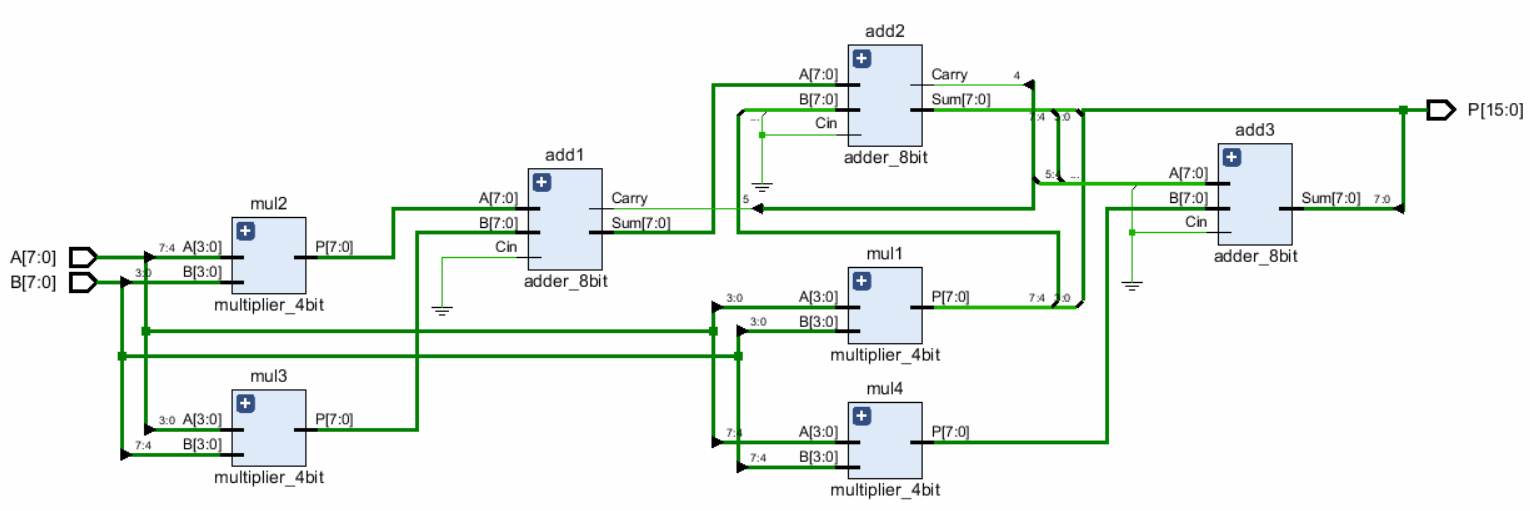 add2
A[7:0]
B[7:0]
...
Cin
Carry
4
Sum[7:0]
7:4
3:0
adder_8bit
P[15:0]
add3
A[7:0]
B[7:0]
Cin
5:4
...
Sum[7:0]
7:0
adder_8bit
add1
A[7:0]
B[7:0]
Cin
Carry
5
Sum[7:0]
adder_8bit
mul2
A[7:0]
B[7:0]
7:4
A[3:0]
3:0
B[3:0]
P[7:0]
multiplier_4bit
mul1
3:0
A[3:0]
3:0
B[3:0]
P[7:0]
7:4
3:0
multiplier_4bit
mul3
3:0
A[3:0]
7:4
B[3:0]
P[7:0]
multiplier_4bit
mul4
7:4
A[3:0]
7:4
B[3:0]
P[7:0]
multiplier_4bit